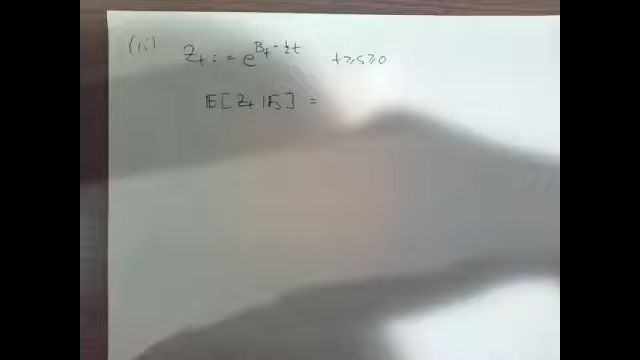 (ii) Z_t := e^{B_t - ½t} t ≥ s ≥ 0
E[Z_t | F_s] =